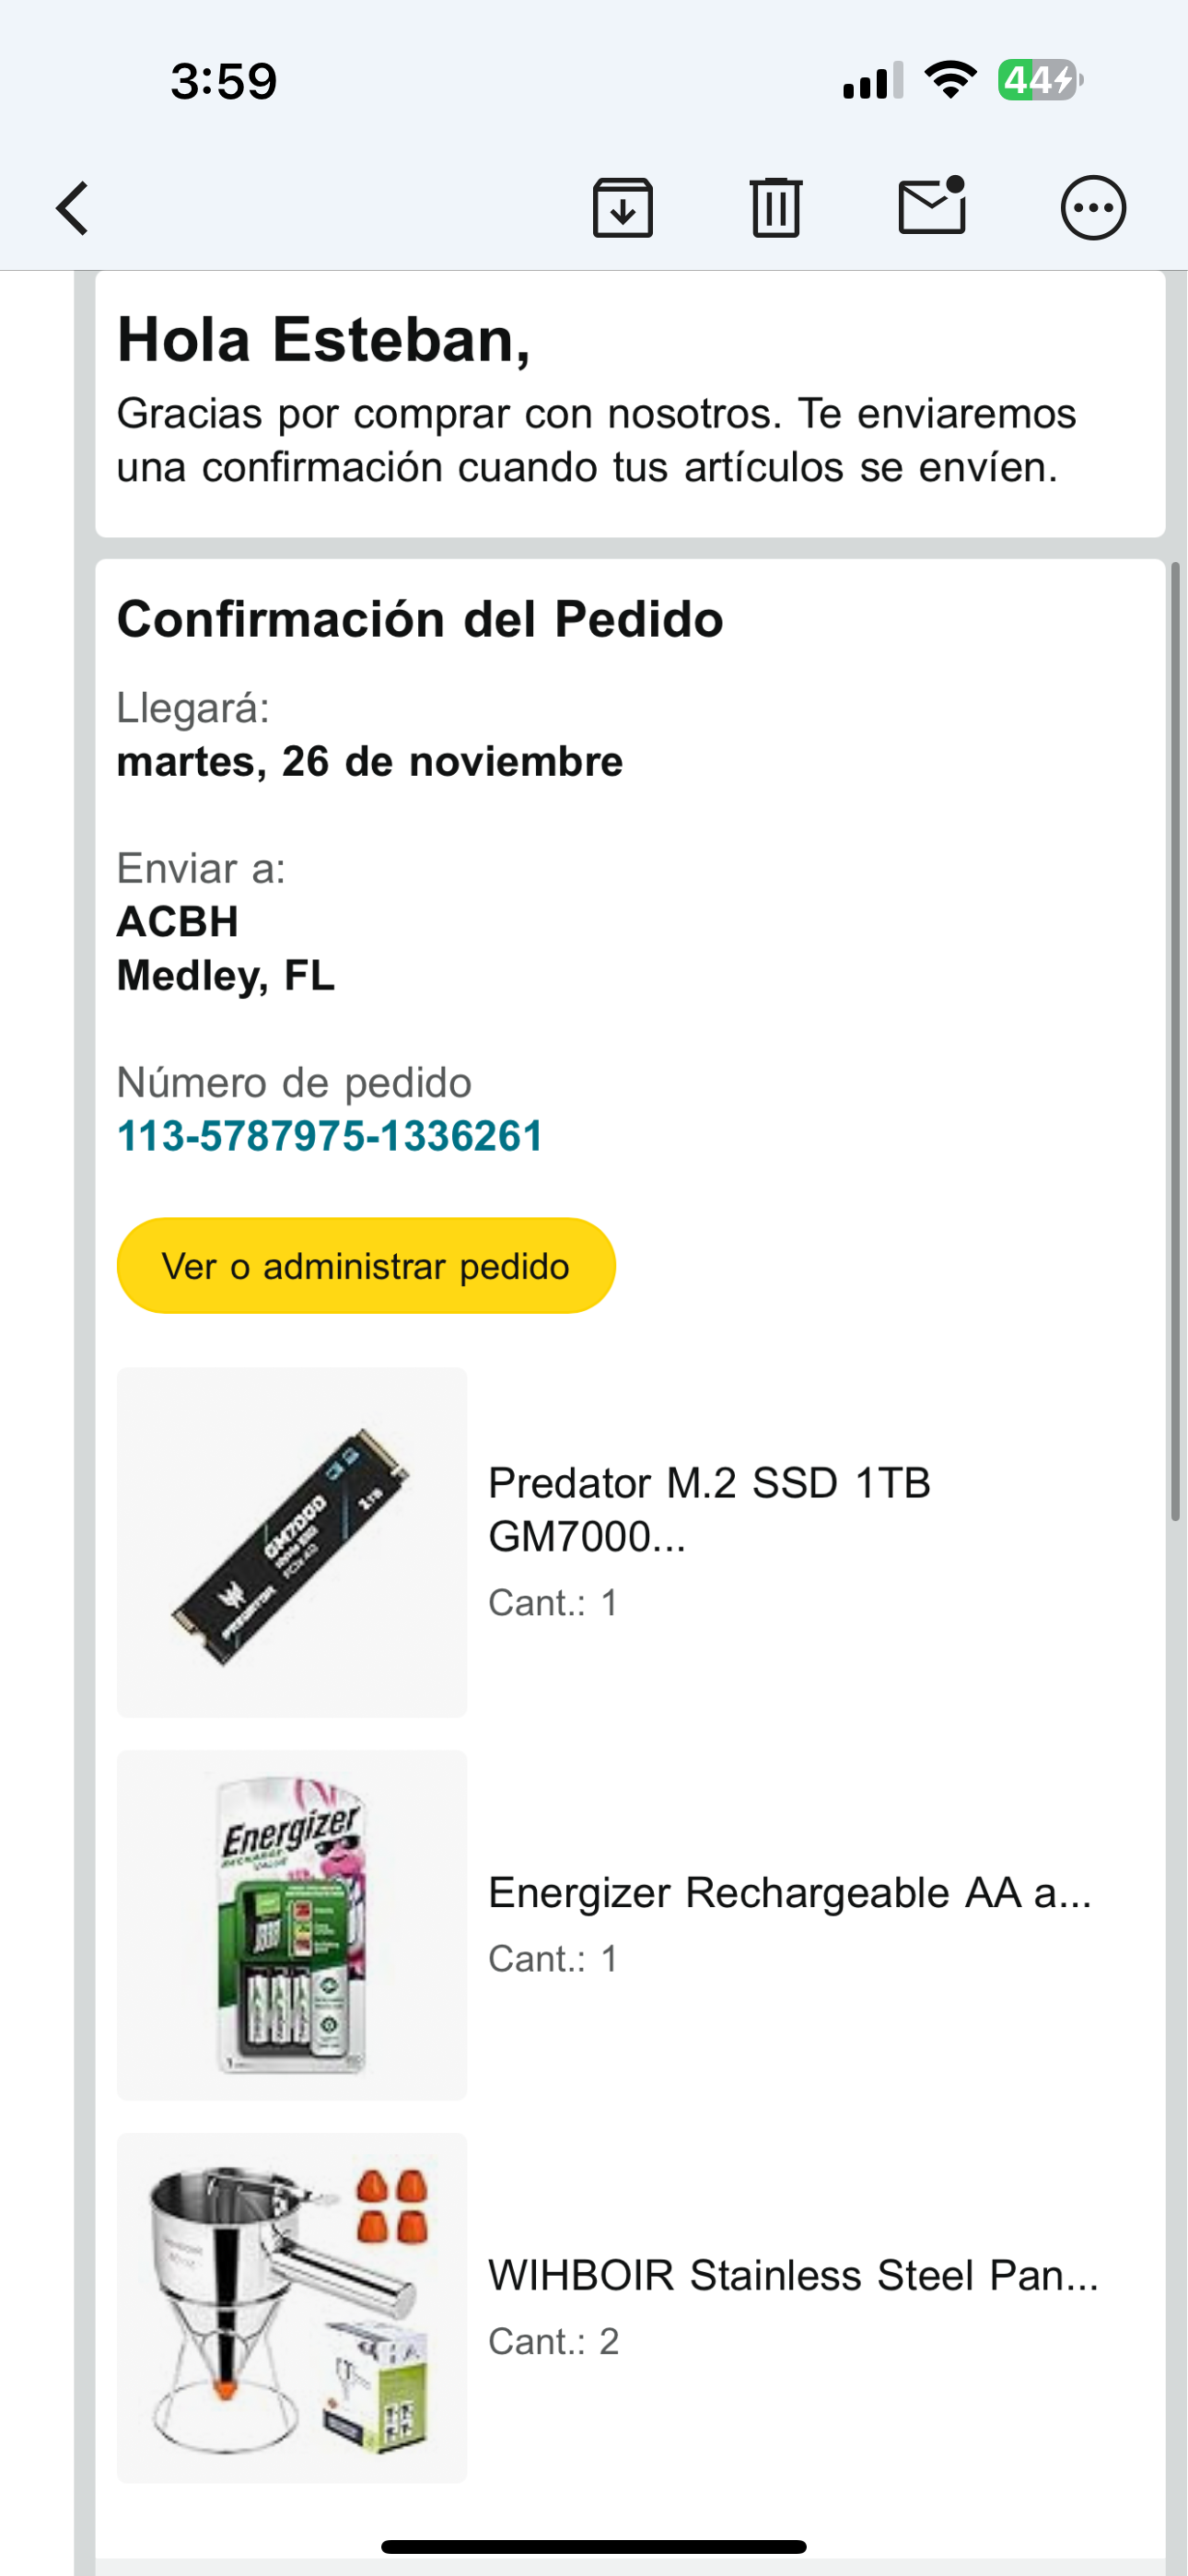 3:59
44
Hola Esteban,
Gracias por comprar con nosotros. Te enviaremos
una confirmación cuando tus artículos se envíen.
Confirmación del Pedido
Llegará:
martes, 26 de noviembre
Enviar a:
ACBH
Medley, FL
Número de pedido
113-5787975-1336261
Ver o administrar pedido
GM7000
1TB
PREDATOR
Predator M.2 SSD 1TB
GM7000...
Cant.: 1
Energizer
RECHARGE
VALUE
Energizer Rechargeable AA a...
Cant.: 1
WIHBOIR Stainless Steel Pan...
Cant.: 2